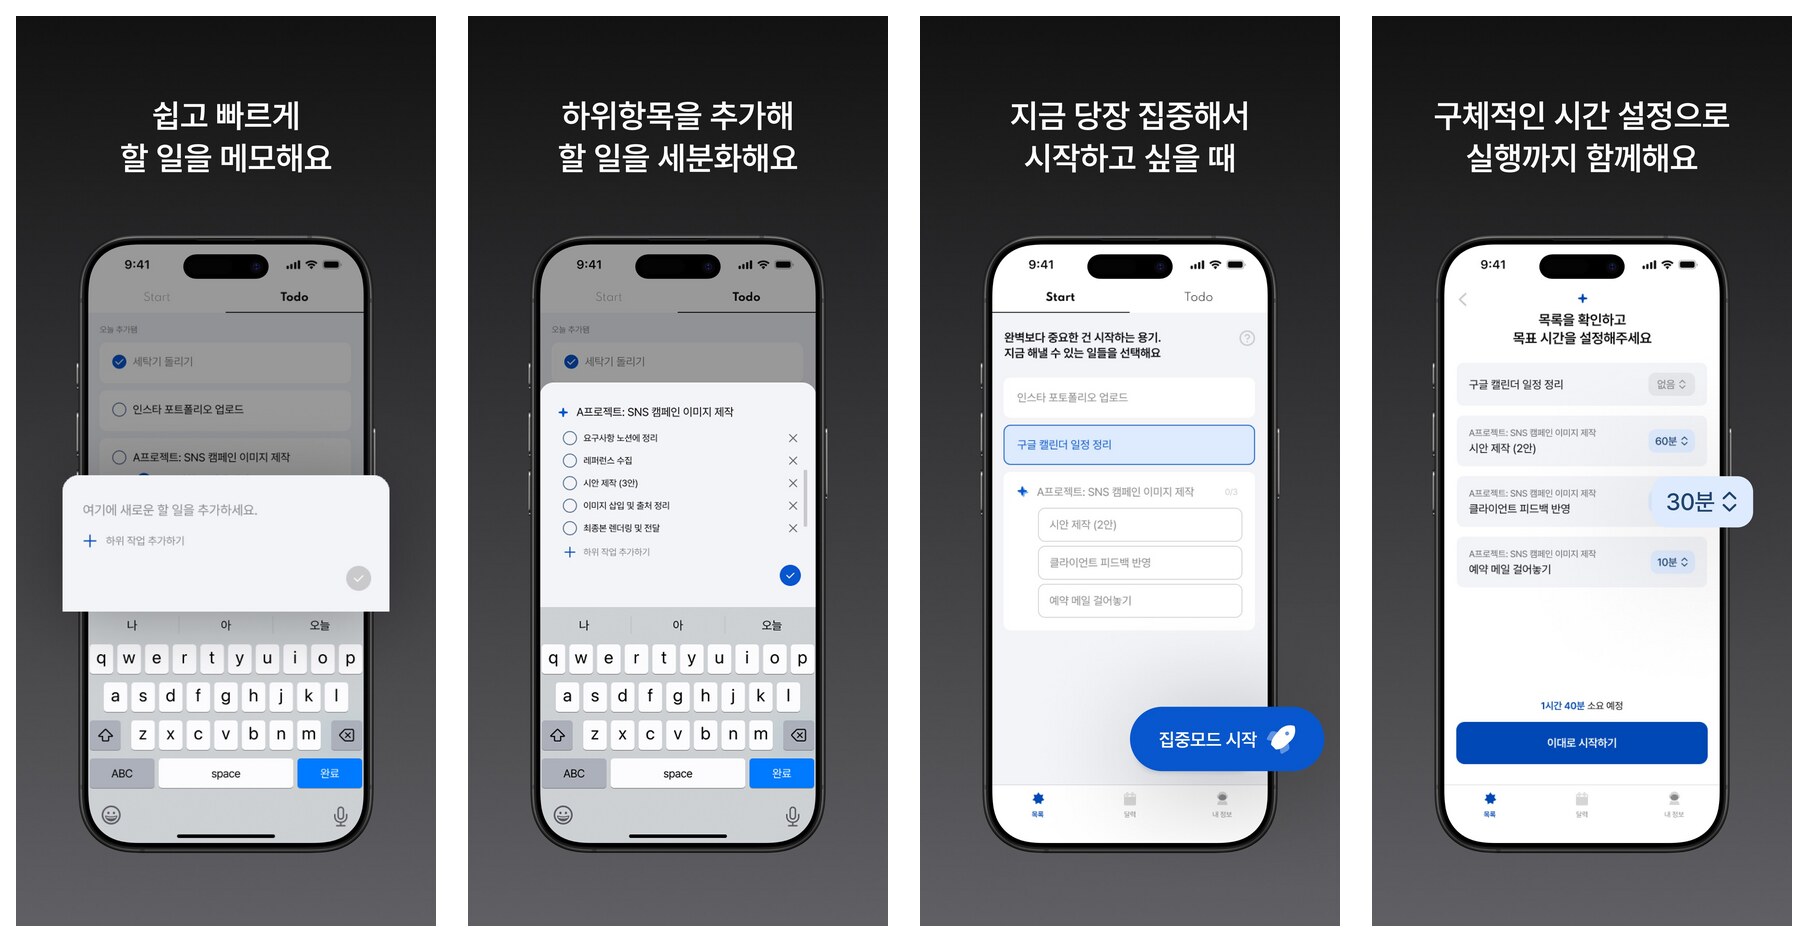 쉽고 빠르게
할 일을 메모해요
9:41
Start
Todo
오늘 추가됨
세탁기 돌리기
인스타 포트폴리오 업로드
A프로젝트: SNS 캠페인 이미지 제작
여기에 새로운 할 일을 추가하세요.
하위 작업 추가하기
나
아
오늘
q w e r t y u i o p
a s d f g h j k l
z x c v b n m
ABC
space
완료
하위항목을 추가해
할 일을 세분화해요
9:41
Start
Todo
오늘 추가됨
세탁기 돌리기
A프로젝트: SNS 캠페인 이미지 제작
요구사항 노션에 정리
레퍼런스 수집
시안 제작 (3안)
이미지 삽입 및 출처 정리
최종본 렌더링 및 전달
하위 작업 추가하기
나
아
오늘
q w e r t y u i o p
a s d f g h j k l
z x c v b n m
ABC
space
완료
지금 당장 집중해서
시작하고 싶을 때
9:41
Start
Todo
완벽보다 중요한 건 시작하는 용기.
지금 해낼 수 있는 일들을 선택해요
?
인스타 포토폴리오 업로드
구글 캘린더 일정 정리
A프로젝트: SNS 캠페인 이미지 제작
0/3
시안 제작 (2안)
클라이언트 피드백 반영
예약 메일 걸어놓기
집중모드 시작
목록
달력
내 정보
구체적인 시간 설정으로
실행까지 함께해요
9:41
목록을 확인하고
목표 시간을 설정해주세요
구글 캘린더 일정 정리
없음
A프로젝트: SNS 캠페인 이미지 제작
시안 제작 (2안)
60분
A프로젝트: SNS 캠페인 이미지 제작
클라이언트 피드백 반영
30분
A프로젝트: SNS 캠페인 이미지 제작
예약 메일 걸어놓기
10분
1시간 40분 소요 예정
이대로 시작하기
목록
달력
내 정보